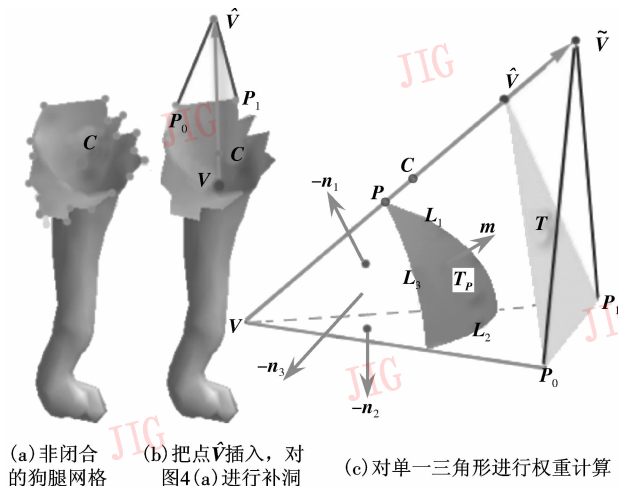 V̂
P₁
P₀
C
C
V
JIG
JIG
Ṽ
V̂
C
P
L₁
m
-n₁
T
L₃
T_P
P₁
V
L₂
JIG
-n₃
P₀
-n₂
JIG
JIG
(a)非闭合
的狗腿网格
(b)把点V̂插入，对
图4(a)进行补洞
(c)对单一三角形进行权重计算